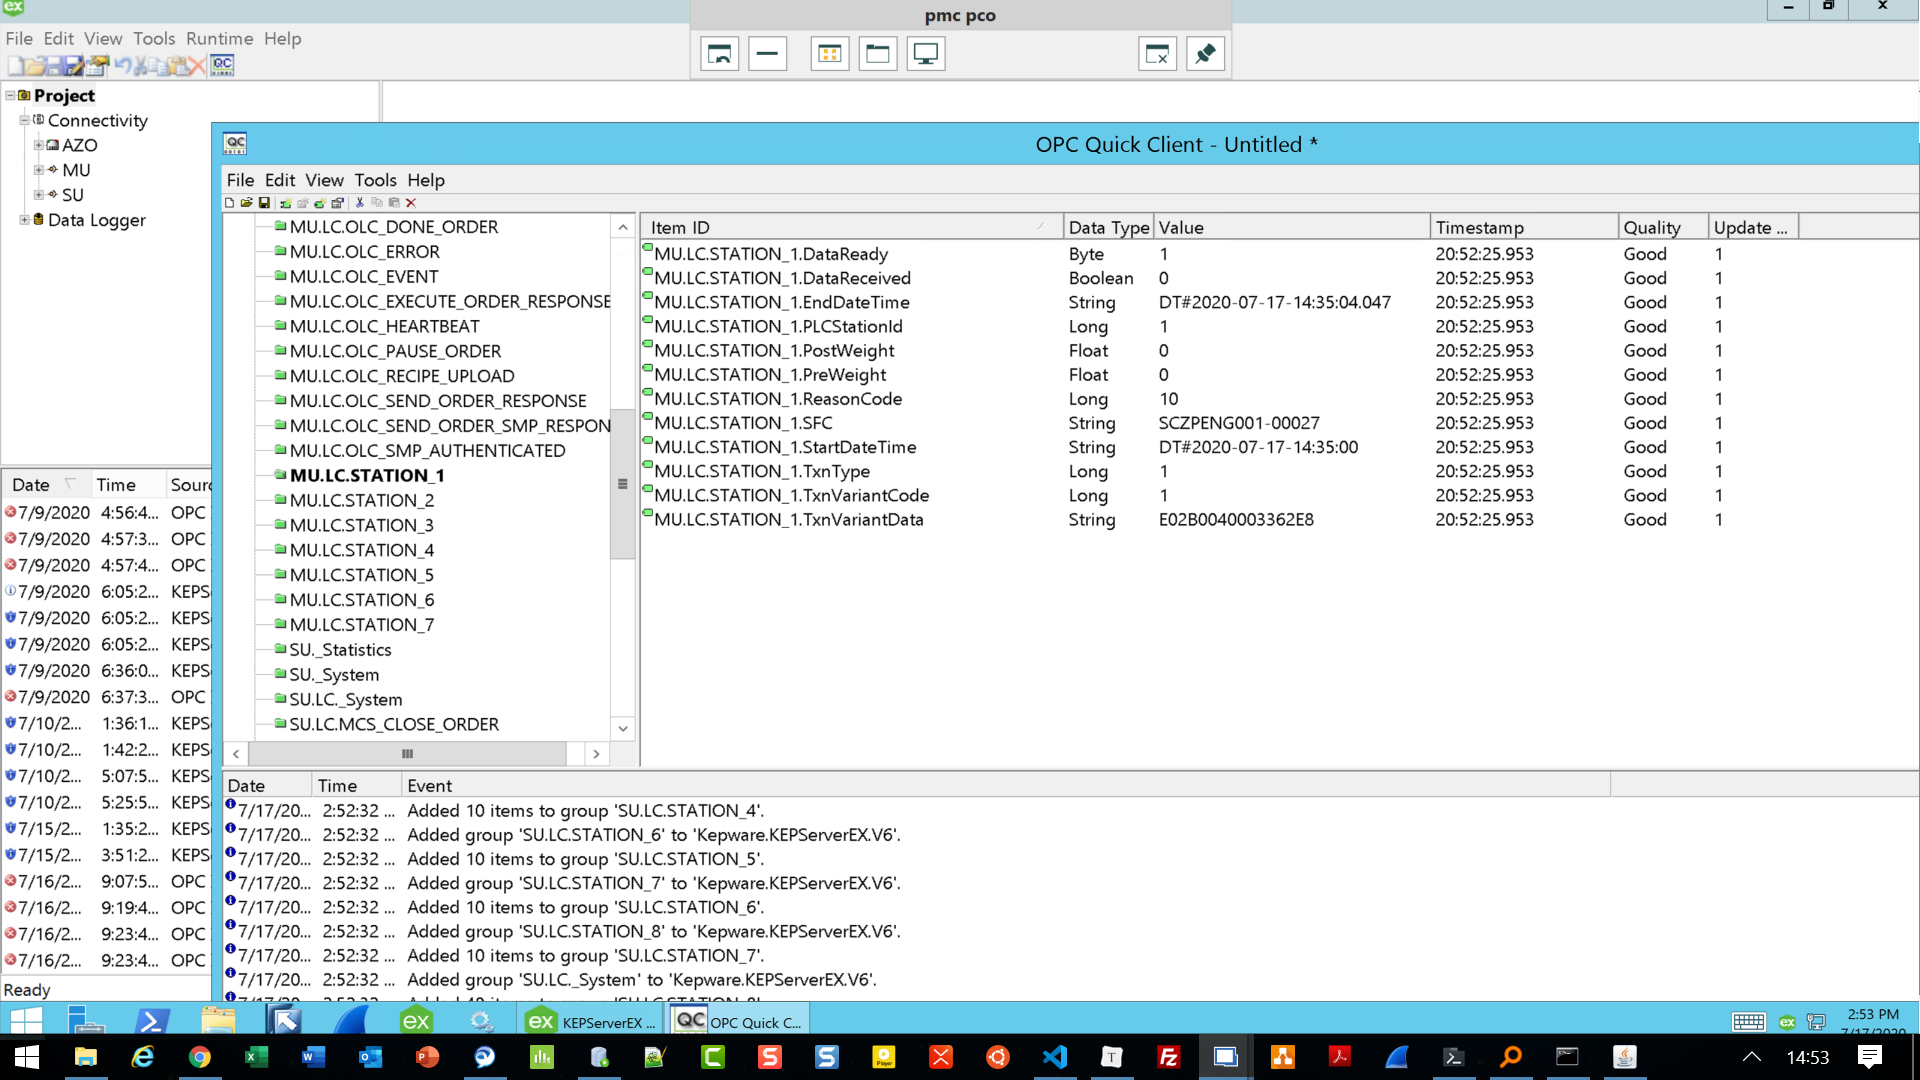 pmc pco
File Edit View Tools Runtime Help
Project
Connectivity
AZO
MU
SU
Data Logger
OPC Quick Client - Untitled *
File Edit View Tools Help
MU.LC.OLC_DONE_ORDER
MU.LC.OLC_ERROR
MU.LC.OLC_EVENT
MU.LC.OLC_EXECUTE_ORDER_RESPONSE
MU.LC.OLC_HEARTBEAT
MU.LC.OLC_PAUSE_ORDER
MU.LC.OLC_RECIPE_UPLOAD
MU.LC.OLC_SEND_ORDER_RESPONSE
MU.LC.OLC_SEND_ORDER_SMP_RESPON
MU.LC.OLC_SMP_AUTHENTICATED
MU.LC.STATION_1
MU.LC.STATION_2
MU.LC.STATION_3
MU.LC.STATION_4
MU.LC.STATION_5
MU.LC.STATION_6
MU.LC.STATION_7
SU._Statistics
SU._System
SU.LC._System
SU.LC.MCS_CLOSE_ORDER
Item ID Data Type Value Timestamp Quality Update ...
MU.LC.STATION_1.DataReady Byte 1 20:52:25.953 Good 1
MU.LC.STATION_1.DataReceived Boolean 0 20:52:25.953 Good 1
MU.LC.STATION_1.EndDateTime String DT#2020-07-17-14:35:04.047 20:52:25.953 Good 1
MU.LC.STATION_1.PLCStationId Long 1 20:52:25.953 Good 1
MU.LC.STATION_1.PostWeight Float 0 20:52:25.953 Good 1
MU.LC.STATION_1.PreWeight Float 0 20:52:25.953 Good 1
MU.LC.STATION_1.ReasonCode Long 10 20:52:25.953 Good 1
MU.LC.STATION_1.SFC String SCZPENG001-00027 20:52:25.953 Good 1
MU.LC.STATION_1.StartDateTime String DT#2020-07-17-14:35:00 20:52:25.953 Good 1
MU.LC.STATION_1.TxnType Long 1 20:52:25.953 Good 1
MU.LC.STATION_1.TxnVariantCode Long 1 20:52:25.953 Good 1
MU.LC.STATION_1.TxnVariantData String E02B0040003362E8 20:52:25.953 Good 1
Date Time Sourc
7/9/2020 4:56:4... OPC
7/9/2020 4:57:3... OPC
7/9/2020 4:57:4... OPC
7/9/2020 6:05:2... KEPS
7/9/2020 6:05:2... KEPS
7/9/2020 6:05:2... KEPS
7/9/2020 6:36:0... KEPS
7/9/2020 6:37:3... OPC
7/10/2... 1:36:1... KEPS
7/10/2... 1:42:2... KEPS
7/10/2... 5:07:5... KEPS
7/10/2... 5:25:5... KEPS
7/15/2... 1:35:2... KEPS
7/15/2... 3:51:2... KEPS
7/16/2... 9:07:5... OPC
7/16/2... 9:19:4... OPC
7/16/2... 9:23:4... OPC
7/16/2... 9:23:4... OPC
Ready
Date Time Event
7/17/20... 2:52:32 ... Added 10 items to group 'SU.LC.STATION_4'.
7/17/20... 2:52:32 ... Added group 'SU.LC.STATION_6' to 'Kepware.KEPServerEX.V6'.
7/17/20... 2:52:32 ... Added 10 items to group 'SU.LC.STATION_5'.
7/17/20... 2:52:32 ... Added group 'SU.LC.STATION_7' to 'Kepware.KEPServerEX.V6'.
7/17/20... 2:52:32 ... Added 10 items to group 'SU.LC.STATION_6'.
7/17/20... 2:52:32 ... Added group 'SU.LC.STATION_8' to 'Kepware.KEPServerEX.V6'.
7/17/20... 2:52:32 ... Added 10 items to group 'SU.LC.STATION_7'.
7/17/20... 2:52:32 ... Added group 'SU.LC._System' to 'Kepware.KEPServerEX.V6'.
ex
ex KEPServerEX ...
QC OPC Quick C...
2:53 PM
7/17/2020
14:53